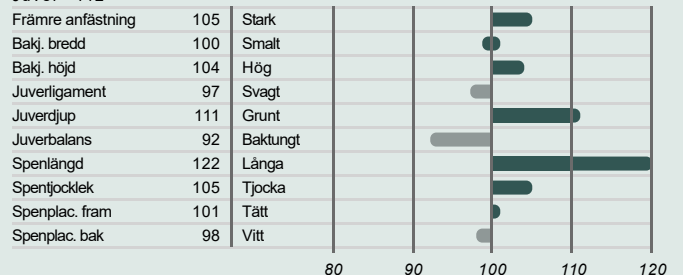 Främre anfästning 105 Stark
Bakj. bredd 100 Smalt
Bakj. höjd 104 Hög
Juverligament 97 Svagt
Juverdjup 111 Grunt
Juverbalans 92 Baktungt
Spenlängd 122 Långa
Spentjocklek 105 Tjocka
Spenplac. fram 101 Tätt
Spenplac. bak 98 Vitt
80 90 100 110 120